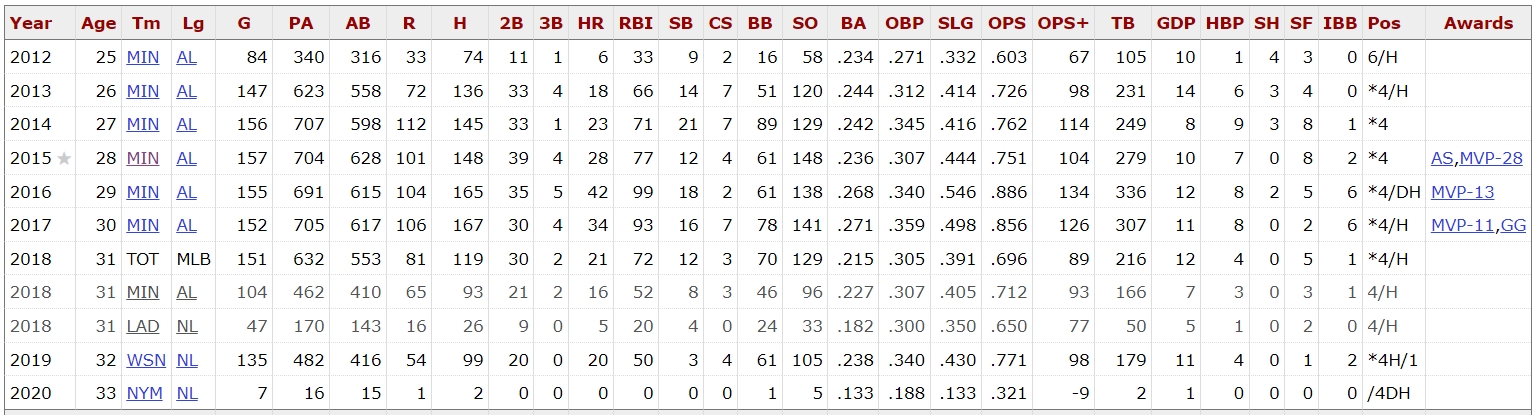 Year Age Tm Lg G PA AB R H 2B 3B HR RBI SB CS BB SO BA OBP SLG OPS OPS+ TB GDP HBP SH SF IBB Pos Awards
2012 25 MIN AL 84 340 316 33 74 11 1 6 33 9 2 16 58 .234 .271 .332 .603 67 105 10 1 4 3 0 6/H
2013 26 MIN AL 147 623 558 72 136 33 4 18 66 14 7 51 120 .244 .312 .414 .726 98 231 14 6 3 4 0 *4/H
2014 27 MIN AL 156 707 598 112 145 33 1 23 71 21 7 89 129 .242 .345 .416 .762 114 249 8 9 3 8 1 *4
2015 ★ 28 MIN AL 157 704 628 101 148 39 4 28 77 12 4 61 148 .236 .307 .444 .751 104 279 10 7 0 8 2 *4 AS,MVP-28
2016 29 MIN AL 155 691 615 104 165 35 5 42 99 18 2 61 138 .268 .340 .546 .886 134 336 12 8 2 5 6 *4/DH MVP-13
2017 30 MIN AL 152 705 617 106 167 30 4 34 93 16 7 78 141 .271 .359 .498 .856 126 307 11 8 0 2 6 *4/H MVP-11,GG
2018 31 TOT MLB 151 632 553 81 119 30 2 21 72 12 3 70 129 .215 .305 .391 .696 89 216 12 4 0 5 1 *4/H
2018 31 MIN AL 104 462 410 65 93 21 2 16 52 8 3 46 96 .227 .307 .405 .712 93 166 7 3 0 3 1 4/H
2018 31 LAD NL 47 170 143 16 26 9 0 5 20 4 0 24 33 .182 .300 .350 .650 77 50 5 1 0 2 0 4/H
2019 32 WSN NL 135 482 416 54 99 20 0 20 50 3 4 61 105 .238 .340 .430 .771 98 179 11 4 0 1 2 *4H/1
2020 33 NYM NL 7 16 15 1 2 0 0 0 0 0 0 1 5 .133 .188 .133 .321 -9 2 1 0 0 0 0 /4DH